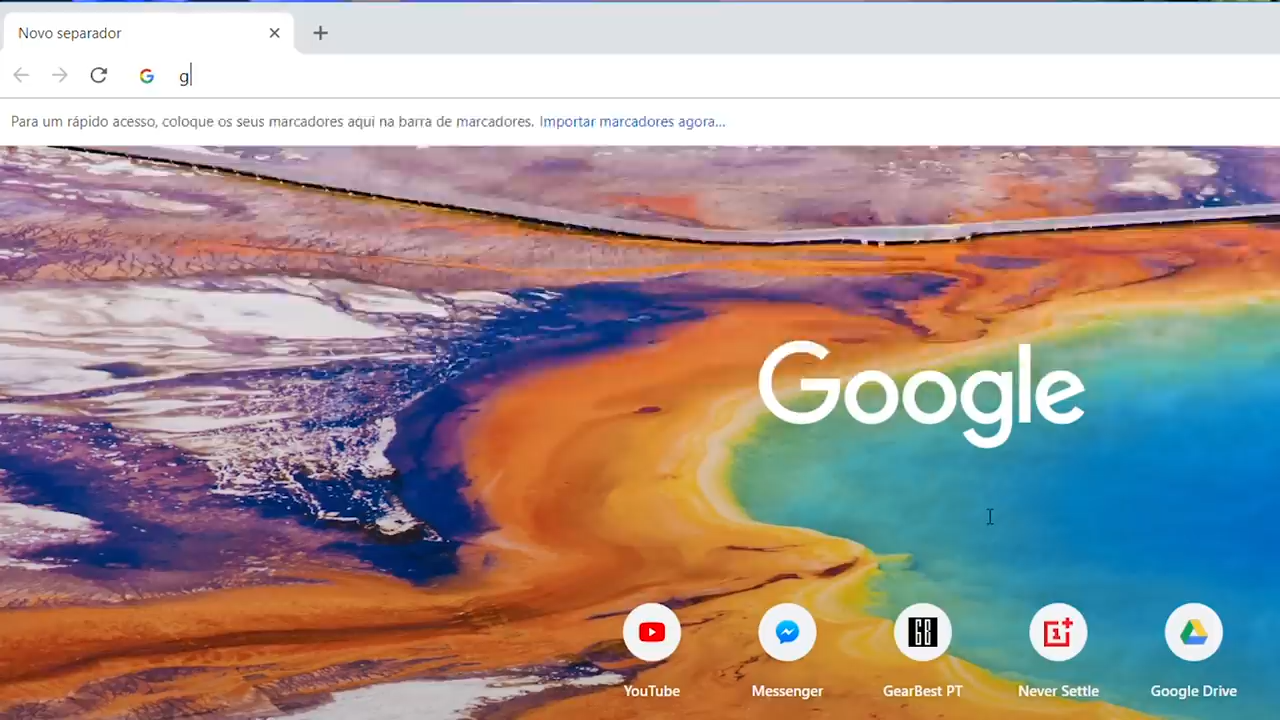 Novo separador
g
Para um rápido acesso, coloque os seus marcadores aqui na barra de marcadores. Importar marcadores agora...
Google
YouTube
Messenger
GearBest PT
Never Settle
Google Drive